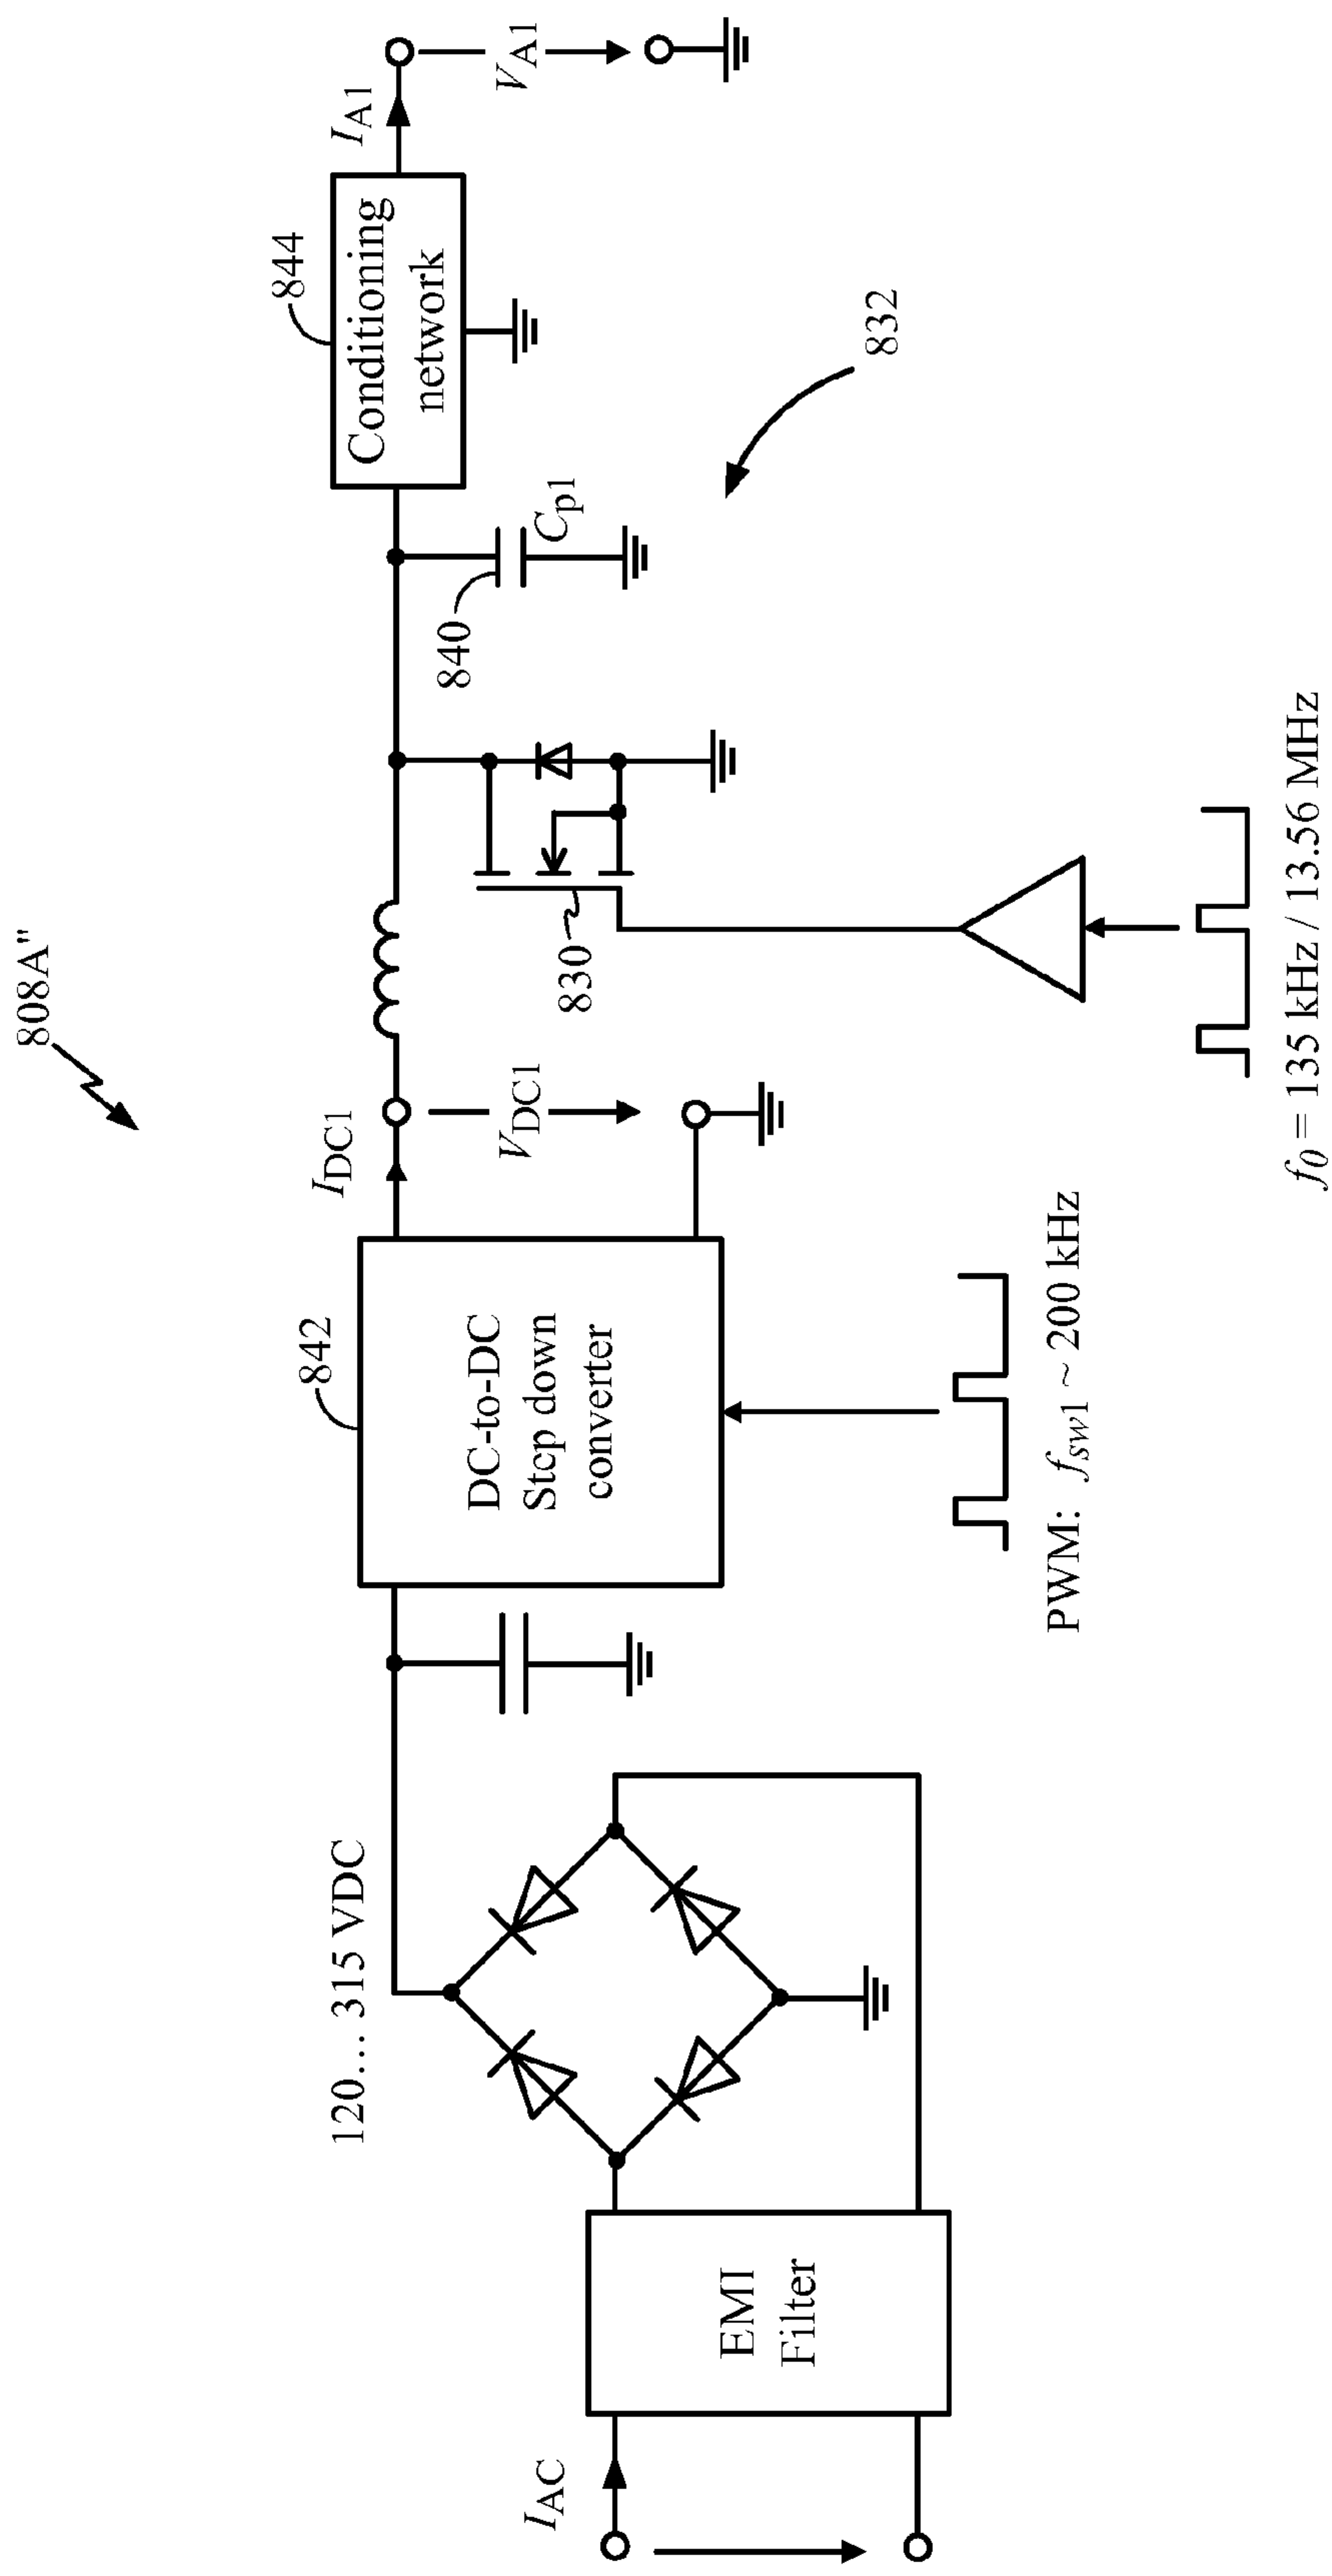 808A"
844
Conditioning
network
I_A1
V_A1
832
840
C_p1
830
f_0 = 135 kHz / 13.56 MHz
I_DC1
V_DC1
842
DC-to-DC
Step down
converter
PWM: f_sw1 ~ 200 kHz
120... 315 VDC
EMI
Filter
I_AC